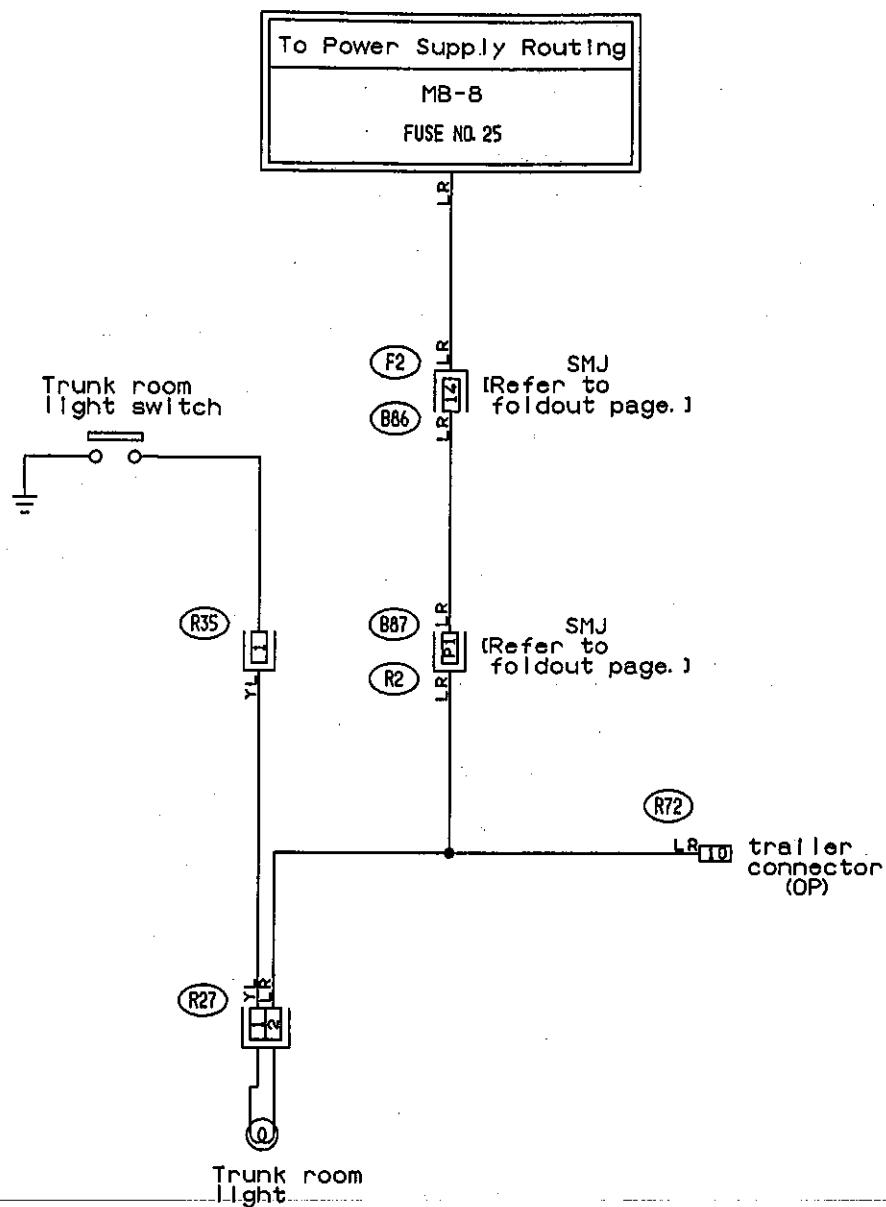 To Power Supply Routing
MB-8
FUSE NO. 25
LR
F2
LR
SMJ
[Refer to
foldout page.]
14
B86
LR
Trunk room
light switch
R35
1
YL
B87
LR
SMJ
[Refer to
foldout page.]
P1
R2
LR
R72
LR
10
trailer
connector
(OP)
R27
YL
LR
1
2
Trunk room
light